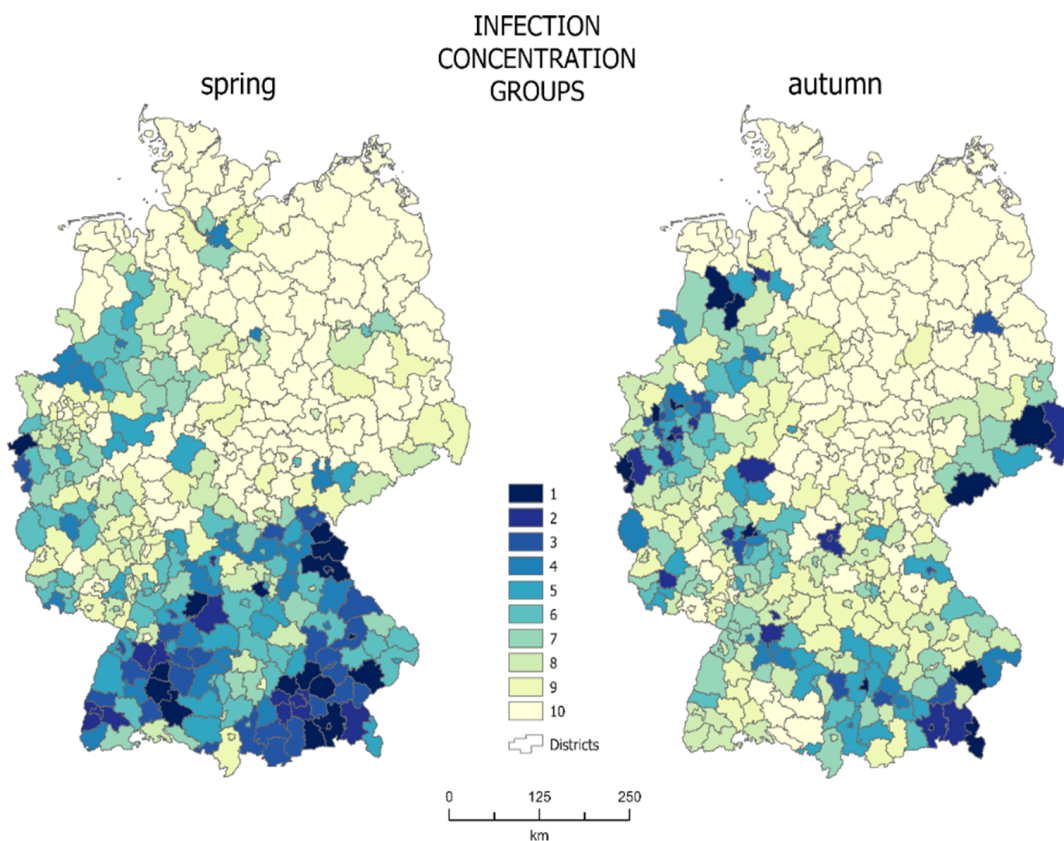 INFECTION
CONCENTRATION
GROUPS
spring
autumn
1
2
3
4
5
6
7
8
9
10
Districts
0 125 250
km